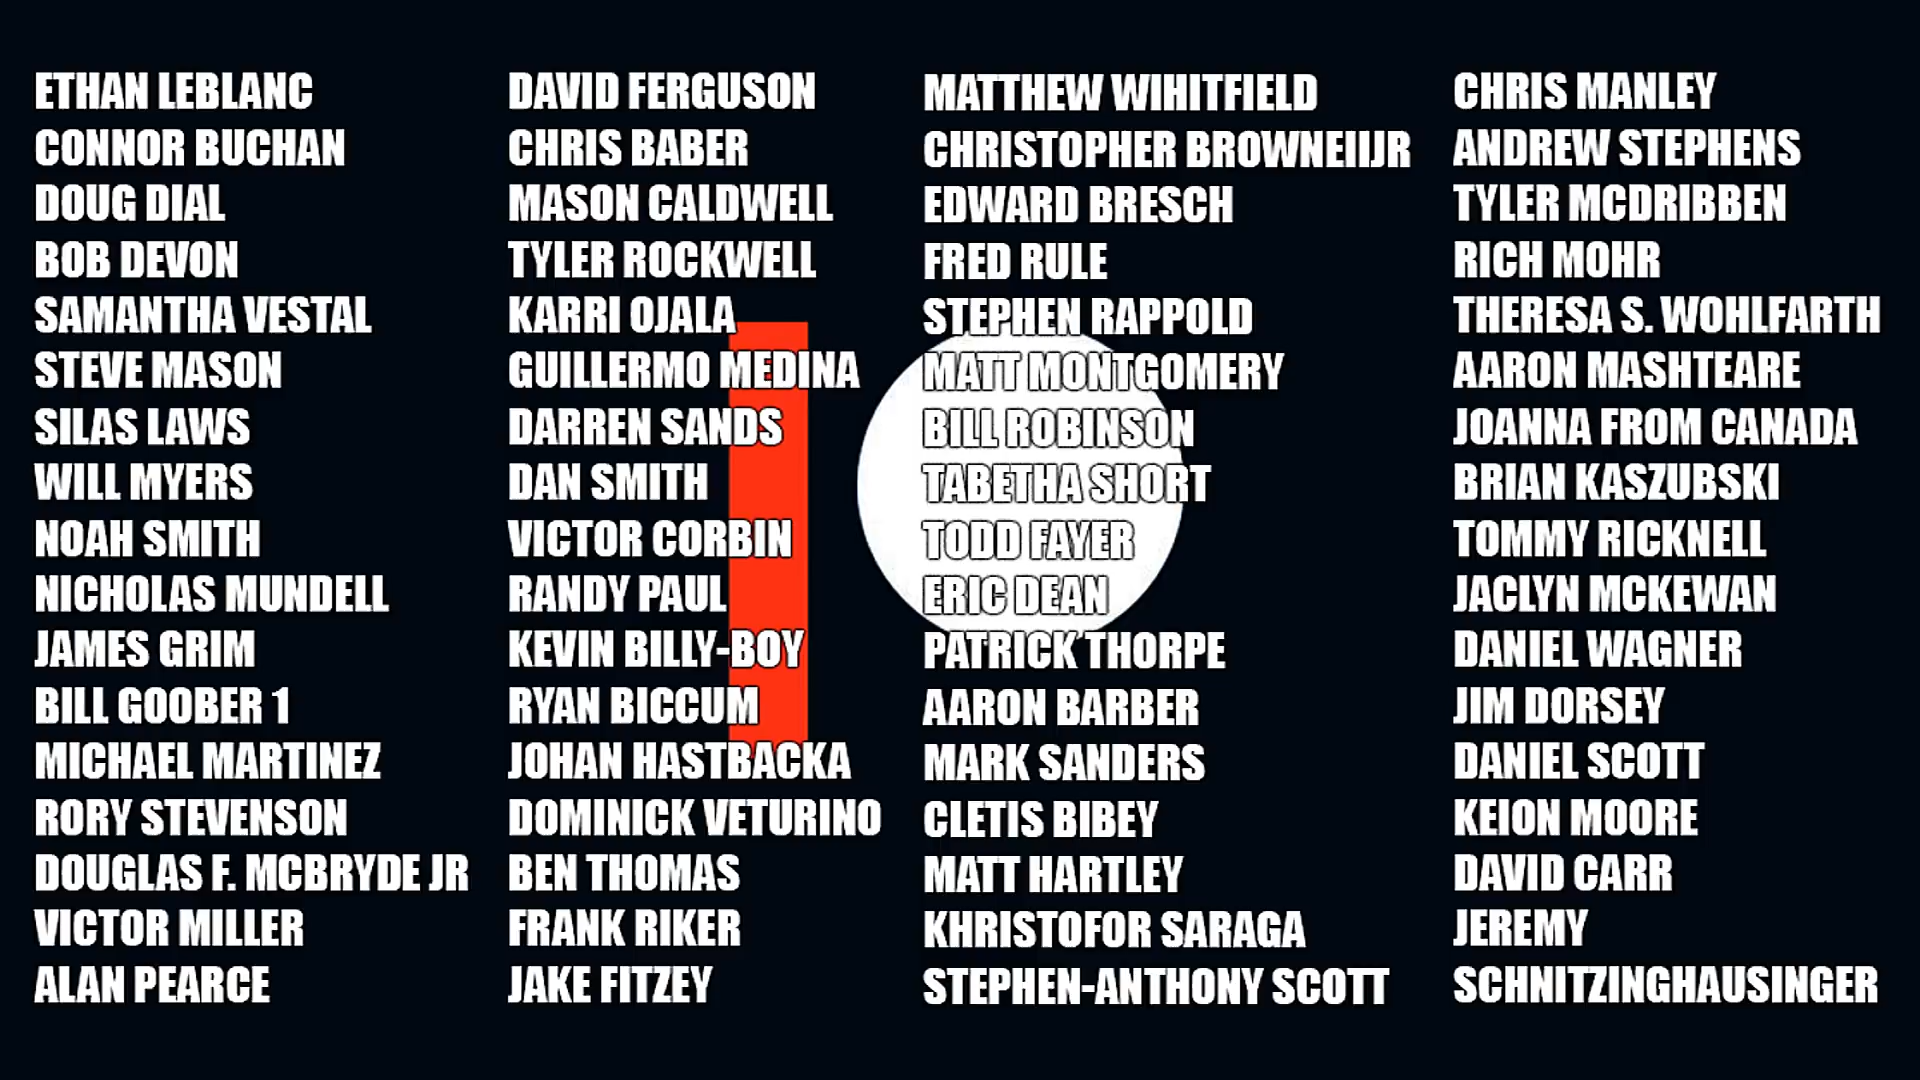 ETHAN LEBLANC
CONNOR BUCHAN
DOUG DIAL
BOB DEVON
SAMANTHA VESTAL
STEVE MASON
SILAS LAWS
WILL MYERS
NOAH SMITH
NICHOLAS MUNDELL
JAMES GRIM
BILL GOOBER 1
MICHAEL MARTINEZ
RORY STEVENSON
DOUGLAS F. MCBRYDE JR
VICTOR MILLER
ALAN PEARCE
DAVID FERGUSON
CHRIS BABER
MASON CALDWELL
TYLER ROCKWELL
KARRI OJALA
GUILLERMO MEDINA
DARREN SANDS
DAN SMITH
VICTOR CORBIN
RANDY PAUL
KEVIN BILLY-BOY
RYAN BICCUM
JOHAN HASTBACKA
DOMINICK VETURINO
BEN THOMAS
FRANK RIKER
JAKE FITZEY
MATTHEW WIHITFIELD
CHRISTOPHER BROWNEIIJR
EDWARD BRESCH
FRED RULE
STEPHEN RAPPOLD
MATT MONTGOMERY
BILL ROBINSON
TABETHA SHORT
TODD FAYER
ERIC DEAN
PATRICK THORPE
AARON BARBER
MARK SANDERS
CLETIS BIBEY
MATT HARTLEY
KHRISTOFOR SARAGA
STEPHEN-ANTHONY SCOTT
CHRIS MANLEY
ANDREW STEPHENS
TYLER MCDRIBBEN
RICH MOHR
THERESA S. WOHLFARTH
AARON MASHTEARE
JOANNA FROM CANADA
BRIAN KASZUBSKI
TOMMY RICKNELL
JACLYN MCKEWAN
DANIEL WAGNER
JIM DORSEY
DANIEL SCOTT
KEION MOORE
DAVID CARR
JEREMY
SCHNITZINGHAUSINGER